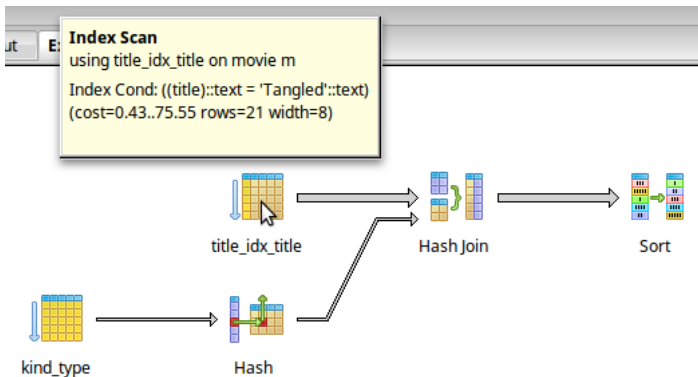 ut
Ex
Index Scan
using title_idx_title on movie m
Index Cond: ((title)::text = 'Tangled'::text)
(cost=0.43..75.55 rows=21 width=8)
title_idx_title
Hash Join
Sort
kind_type
Hash